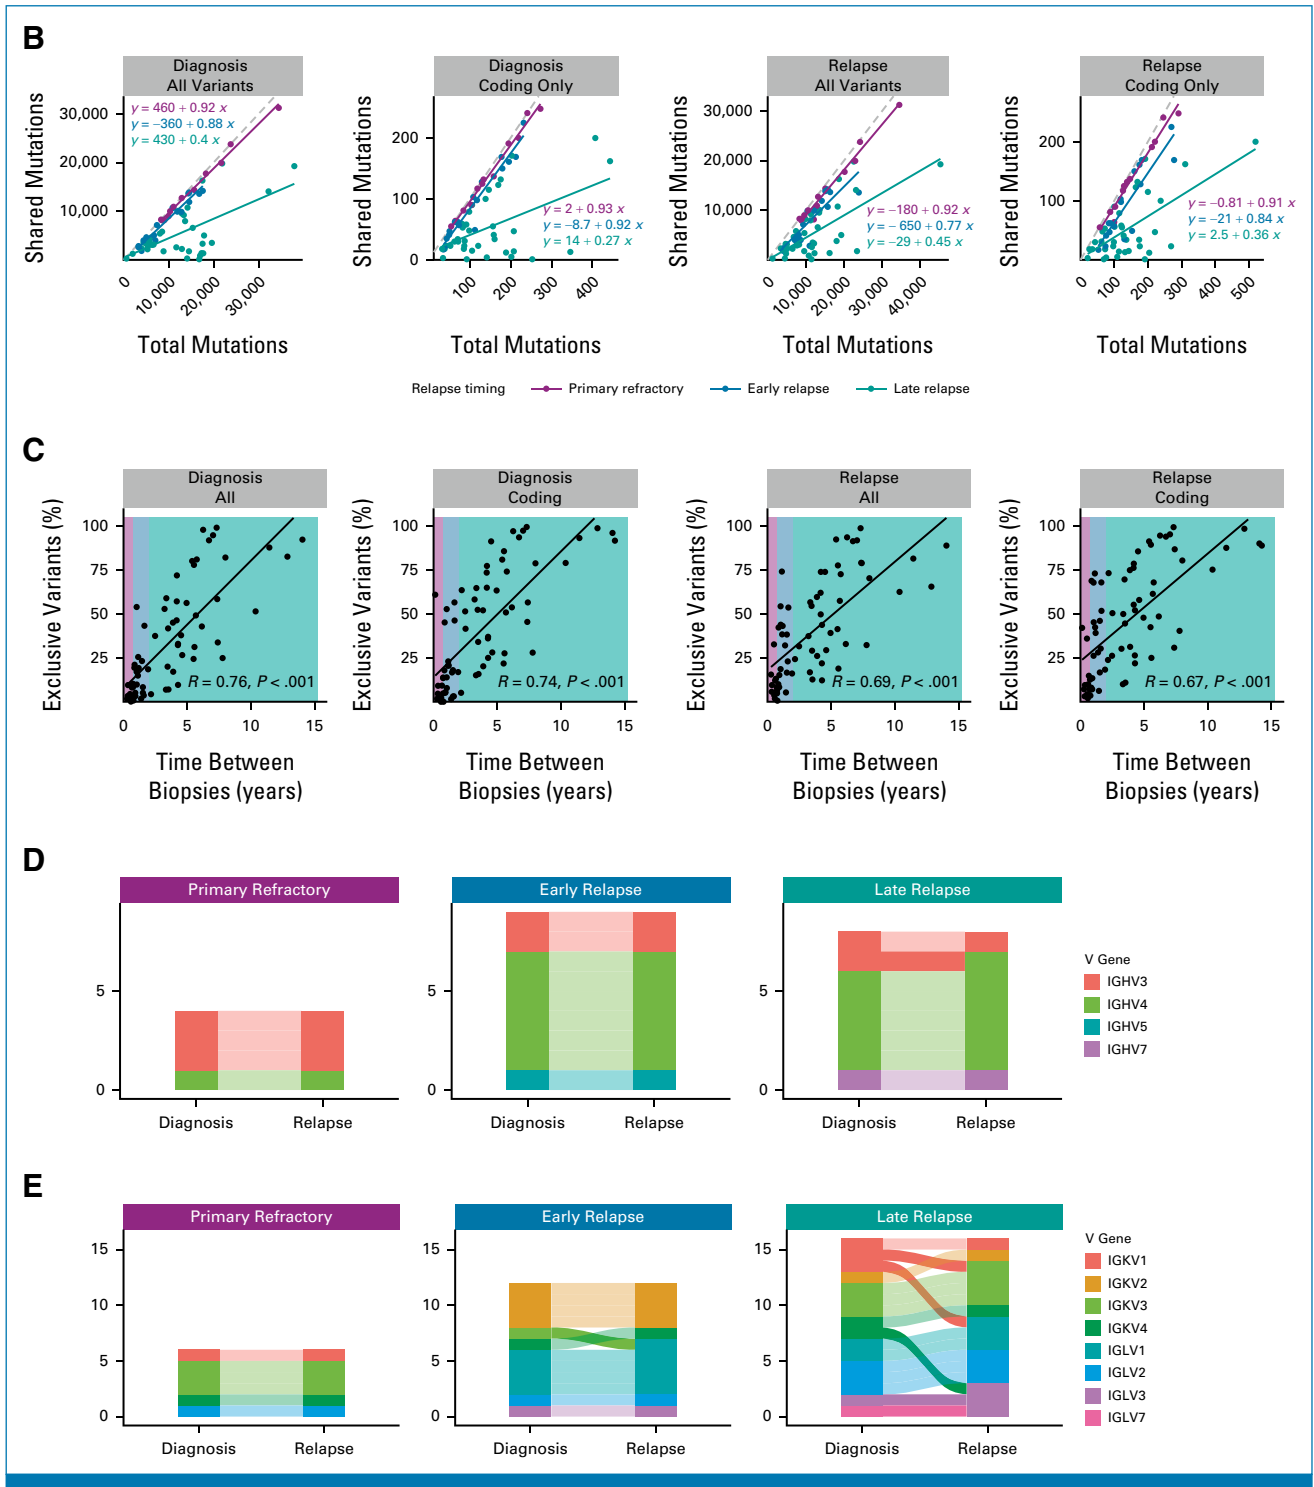 B
Diagnosis
All Variants
Diagnosis
Coding Only
Relapse
All Variants
Relapse
Coding Only
Shared Mutations
30,000
20,000
10,000
y = 460 + 0.92 x
y = −360 + 0.88 x
y = 430 + 0.4 x
0
10,000
20,000
30,000
Total Mutations
Shared Mutations
200
100
0
y = 2 + 0.93 x
y = −8.7 + 0.92 x
y = 14 + 0.27 x
100
200
300
400
Total Mutations
Shared Mutations
30,000
20,000
10,000
y = −180 + 0.92 x
y = − 650 + 0.77 x
y = −29 + 0.45 x
0
10,000
20,000
30,000
40,000
Total Mutations
Shared Mutations
200
100
y = −0.81 + 0.91 x
y = −21 + 0.84 x
y = 2.5 + 0.36 x
0
100
200
300
400
500
Total Mutations
Relapse timing
Primary refractory
Early relapse
Late relapse
C
Diagnosis
All
Exclusive Variants (%)
100
75
50
25
R = 0.76, P < .001
0
5
10
15
Time Between
Biopsies (years)
Diagnosis
Coding
Exclusive Variants (%)
100
75
50
25
R = 0.74, P < .001
0
5
10
15
Time Between
Biopsies (years)
Relapse
All
Exclusive Variants (%)
100
75
50
25
R = 0.69, P < .001
0
5
10
15
Time Between
Biopsies (years)
Relapse
Coding
Exclusive Variants (%)
100
75
50
25
R = 0.67, P < .001
0
5
10
15
Time Between
Biopsies (years)
D
Primary Refractory
5
0
Diagnosis
Relapse
Early Relapse
5
0
Diagnosis
Relapse
Late Relapse
5
0
Diagnosis
Relapse
V Gene
IGHV3
IGHV4
IGHV5
IGHV7
E
Primary Refractory
15
10
5
0
Diagnosis
Relapse
Early Relapse
15
10
5
0
Diagnosis
Relapse
Late Relapse
15
10
5
0
Diagnosis
Relapse
V Gene
IGKV1
IGKV2
IGKV3
IGKV4
IGLV1
IGLV2
IGLV3
IGLV7